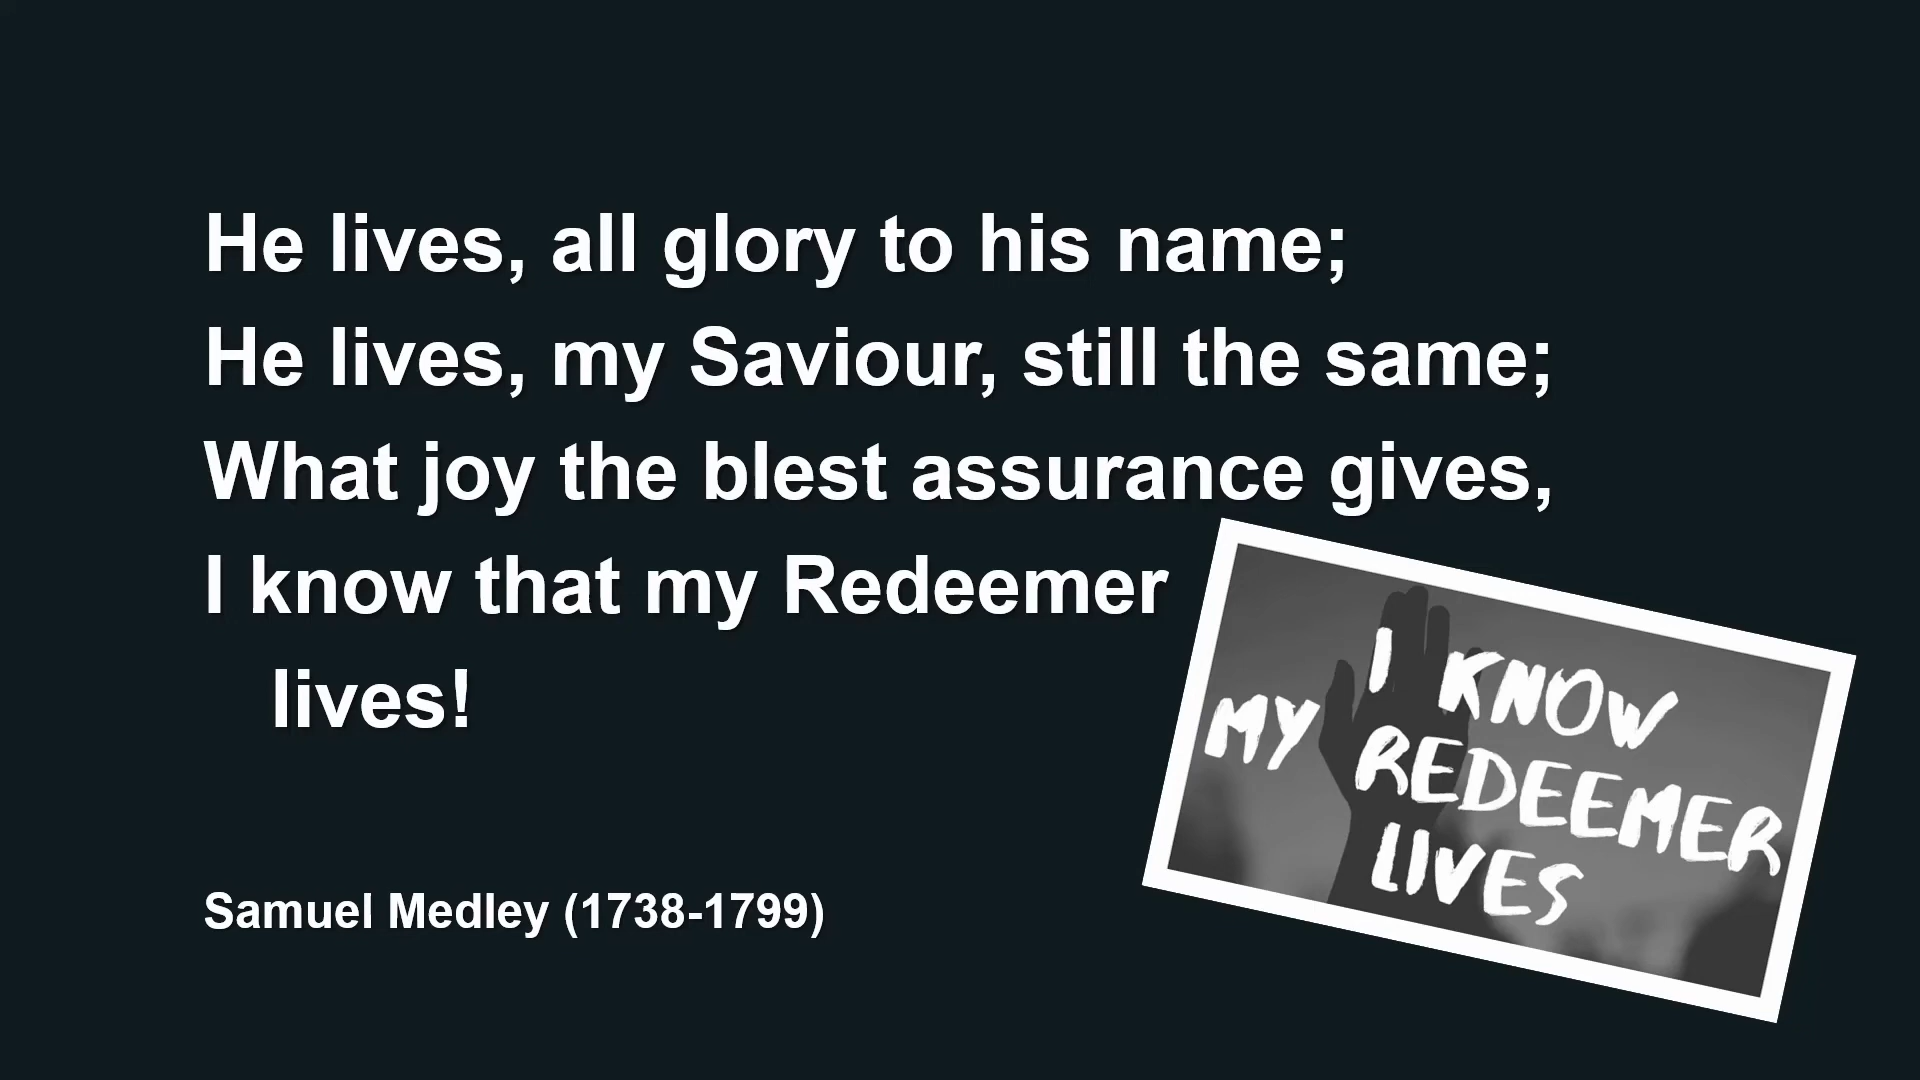 He lives, all glory to his name;
He lives, my Saviour, still the same;
What joy the blest assurance gives,
I know that my Redeemer
lives!
Samuel Medley (1738-1799)
I KNOW
MY REDEEMER
LIVES